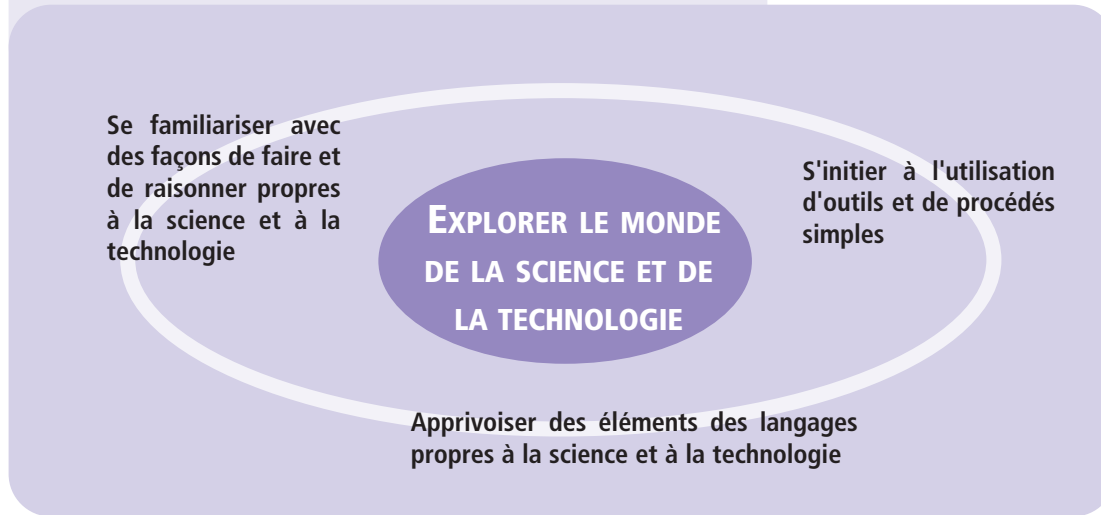 Se familiariser avec
des façons de faire et
de raisonner propres
à la science et à la
technologie
EXPLORER LE MONDE
DE LA SCIENCE ET DE
LA TECHNOLOGIE
S'initier à l'utilisation
d'outils et de procédés
simples
Apprivoiser des éléments des langages
propres à la science et à la technologie